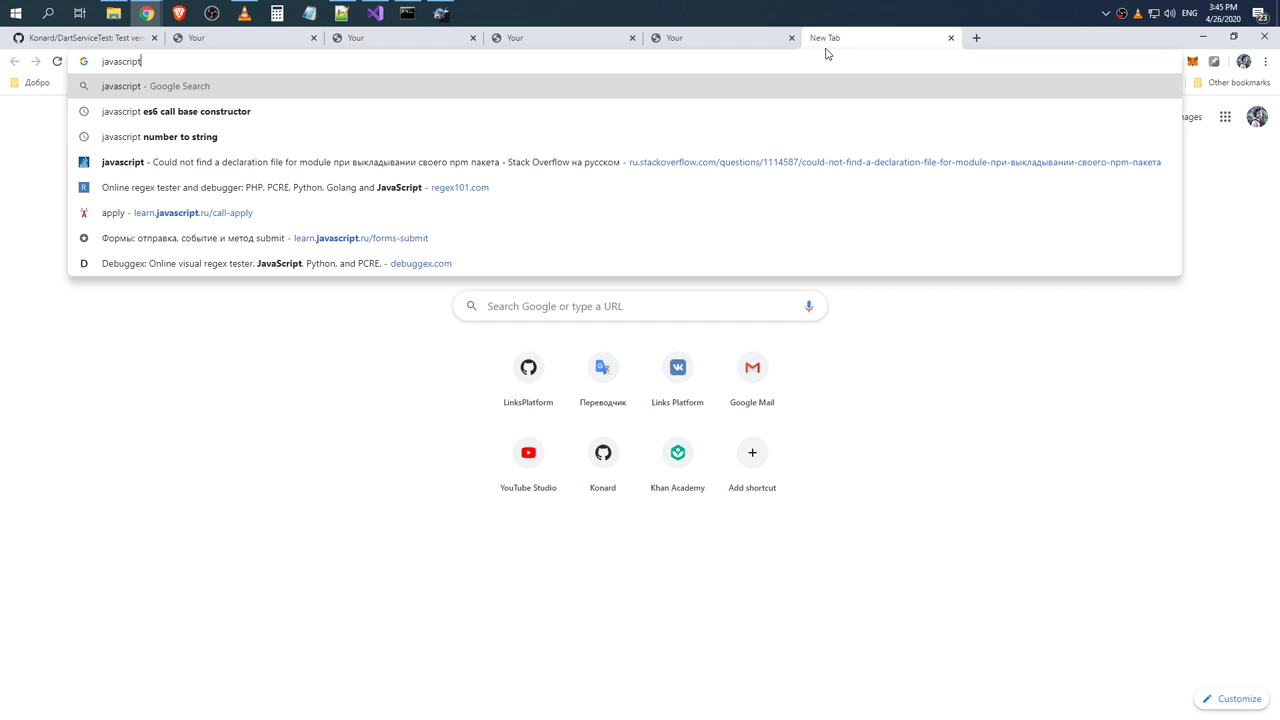 ENG
3:45 PM
4/26/2020
23
Konard/DartServiceTest: Test vers
Your
Your
Your
Your
New Tab
javascript
Добро
Other bookmarks
javascript - Google Search
javascript es6 call base constructor
javascript number to string
javascript - Could not find a declaration file for module при выкладывании своего npm пакета - Stack Overflow на русском - ru.stackoverflow.com/questions/1114587/could-not-find-a-declaration-file-for-module-при-выкладывании-своего-npm-пакета
Online regex tester and debugger: PHP, PCRE, Python, Golang and JavaScript - regex101.com
apply - learn.javascript.ru/call-apply
Формы: отправка, событие и метод submit - learn.javascript.ru/forms-submit
Debuggex: Online visual regex tester. JavaScript, Python, and PCRE. - debuggex.com
ages
Search Google or type a URL
LinksPlatform
Переводчик
Links Platform
Google Mail
YouTube Studio
Konard
Khan Academy
Add shortcut
Customize